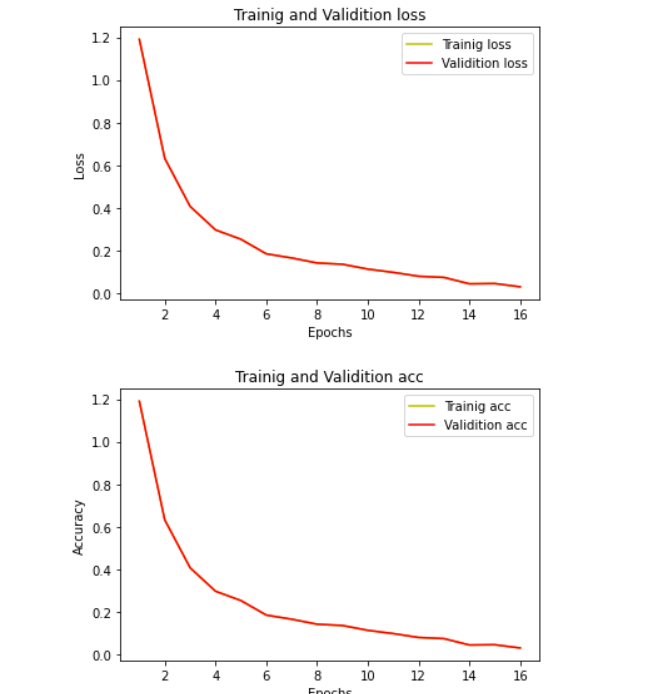 Trainig and Validition loss
1.2
1.0
0.8
0.6
0.4
0.2
0.0
Loss
Trainig loss
Validition loss
2 4 6 8 10 12 14 16
Epochs
Trainig and Validition acc
1.2
1.0
0.8
0.6
0.4
0.2
0.0
Accuracy
Trainig acc
Validition acc
2 4 6 8 10 12 14 16
Epochs